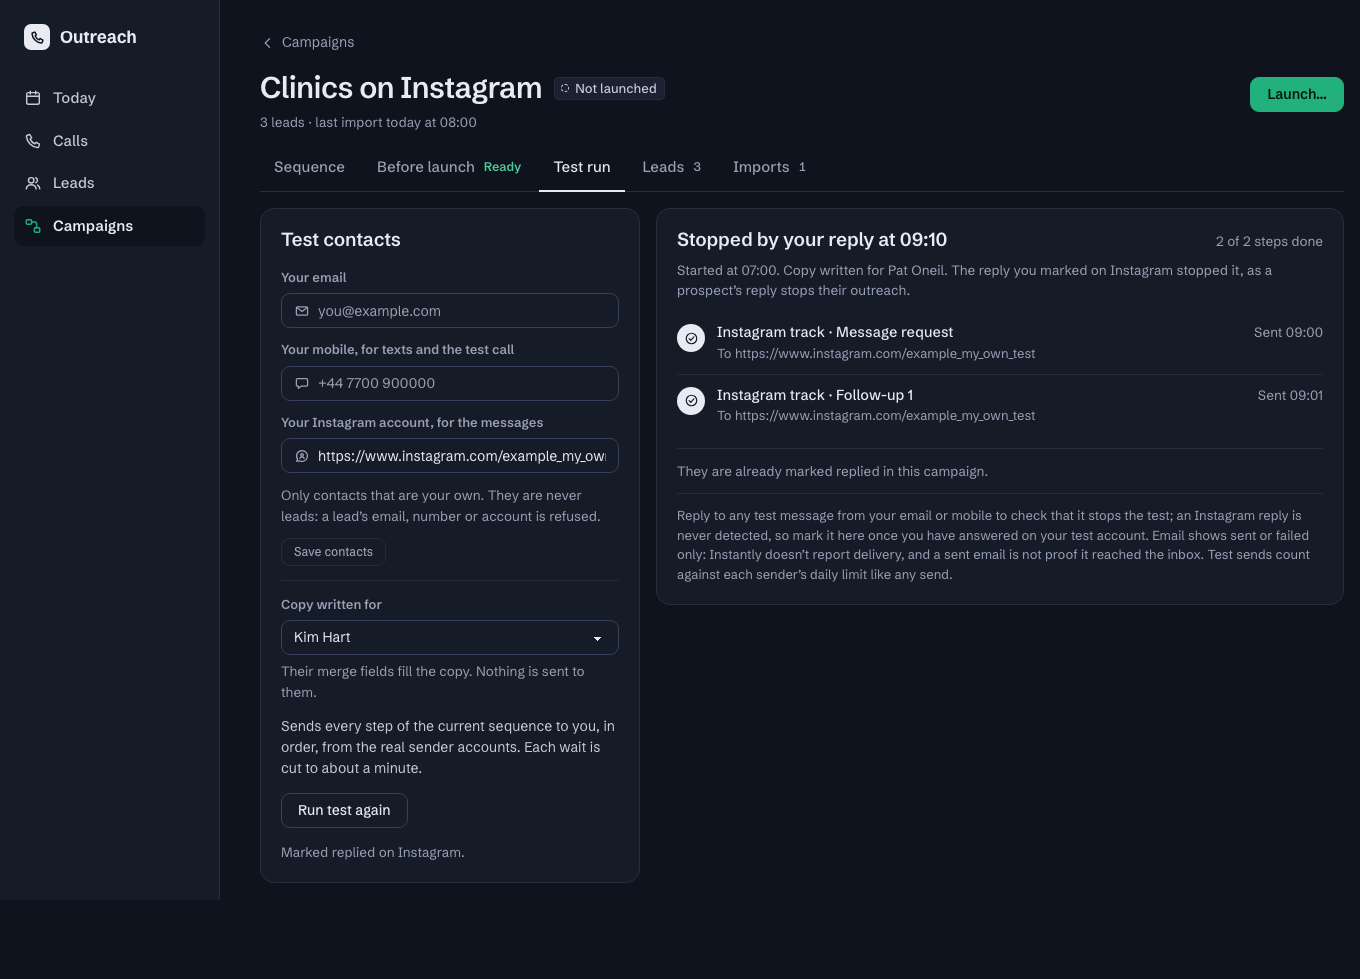 Outreach
Today
Calls
Leads
Campaigns
Campaigns
Clinics on Instagram
Not launched
Launch...
3 leads · last import today at 08:00
Sequence
Before launch Ready
Test run
Leads 3
Imports 1
Test contacts
Your email
you@example.com
Your mobile, for texts and the test call
+44 7700 900000
Your Instagram account, for the messages
https://www.instagram.com/example_my_own
Only contacts that are your own. They are never
leads: a lead’s email, number or account is refused.
Save contacts
Copy written for
Kim Hart
Their merge fields fill the copy. Nothing is sent to
them.
Sends every step of the current sequence to you, in
order, from the real sender accounts. Each wait is
cut to about a minute.
Run test again
Marked replied on Instagram.
Stopped by your reply at 09:10
2 of 2 steps done
Started at 07:00. Copy written for Pat Oneil. The reply you marked on Instagram stopped it, as a
prospect’s reply stops their outreach.
Instagram track · Message request
Sent 09:00
To https://www.instagram.com/example_my_own_test
Instagram track · Follow-up 1
Sent 09:01
To https://www.instagram.com/example_my_own_test
They are already marked replied in this campaign.
Reply to any test message from your email or mobile to check that it stops the test; an Instagram reply is
never detected, so mark it here once you have answered on your test account. Email shows sent or failed
only: Instantly doesn’t report delivery, and a sent email is not proof it reached the inbox. Test sends count
against each sender’s daily limit like any send.